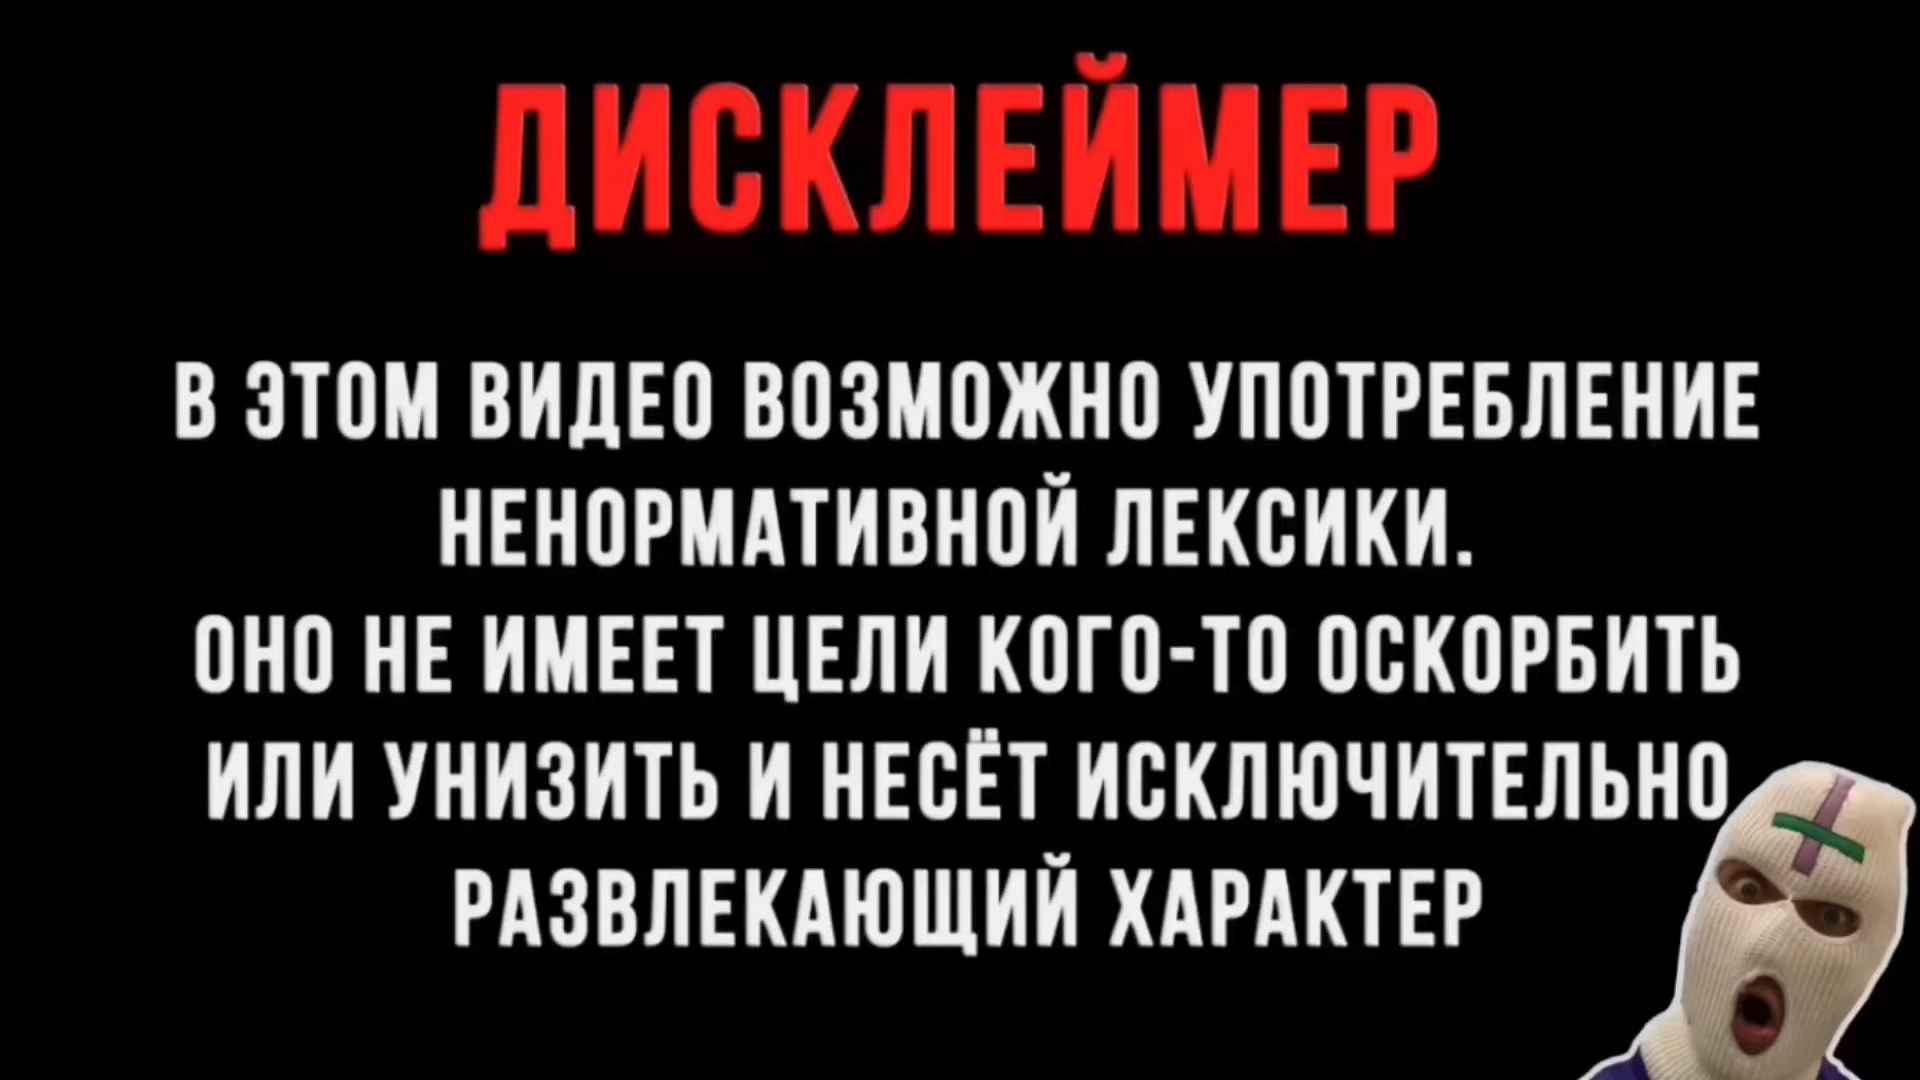 ДИСКЛЕЙМЕР
В ЭТОМ ВИДЕО ВОЗМОЖНО УПОТРЕБЛЕНИЕ
НЕНОРМАТИВНОЙ ЛЕКСИКИ.
ОНО НЕ ИМЕЕТ ЦЕЛИ КОГО-ТО ОСКОРБИТЬ
ИЛИ УНИЗИТЬ И НЕСЁТ ИСКЛЮЧИТЕЛЬНО
РАЗВЛЕКАЮЩИЙ ХАРАКТЕР